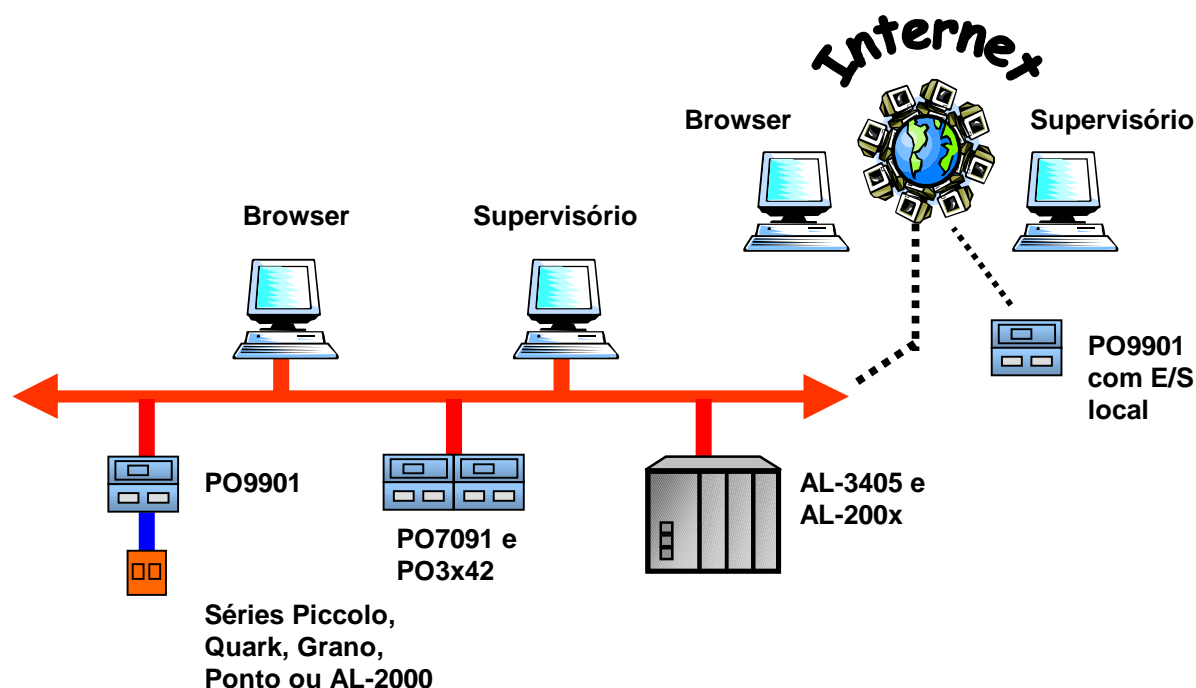 Internet
Browser
Supervisório
Browser
Supervisório
PO9901
com E/S
local
PO9901
PO7091 e
PO3x42
AL-3405 e
AL-200x
Séries Piccolo,
Quark, Grano,
Ponto ou AL-2000